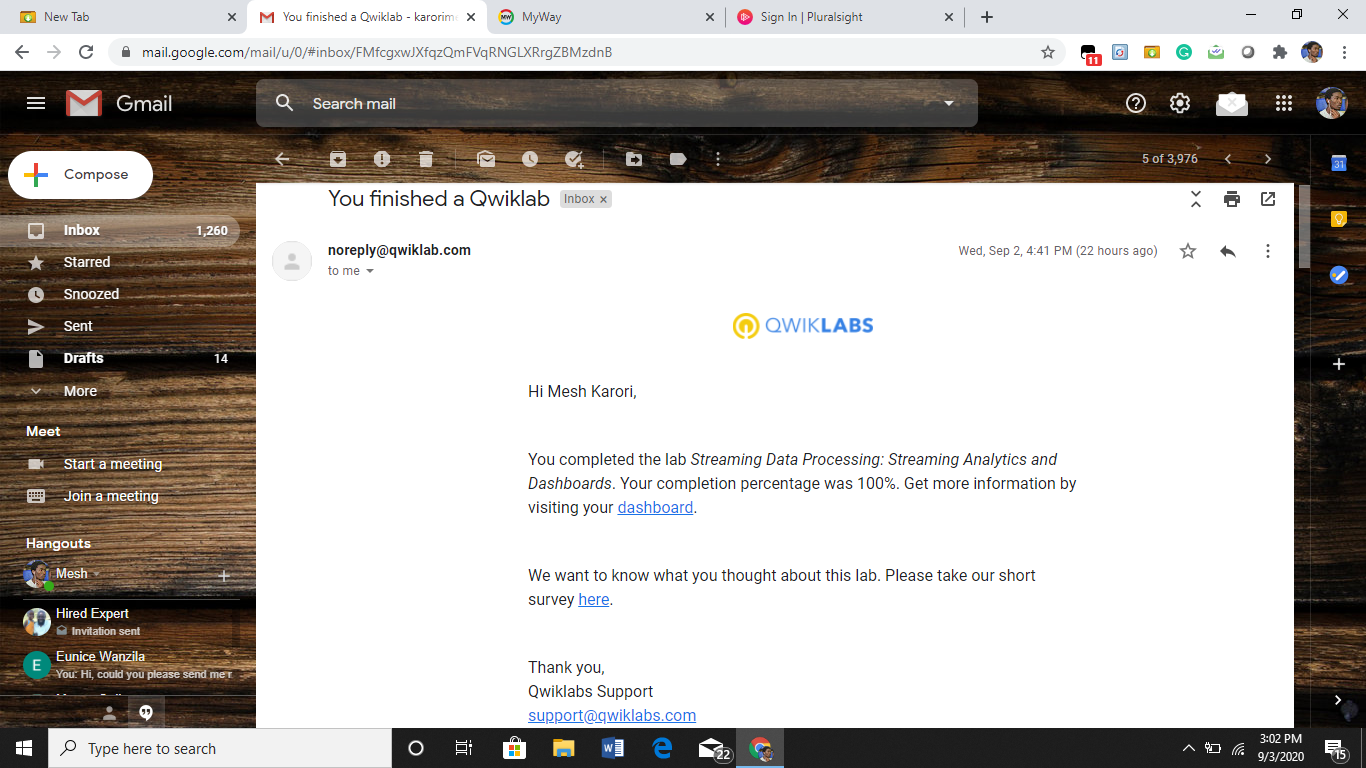 New Tab
You finished a Qwiklab - karorime
MyWay
Sign In | Pluralsight
mail.google.com/mail/u/0/#inbox/FMfcgxwJXfqzQmFVqRNGLXRrgZBMzdnB
11
Gmail
Search mail
Compose
5 of 3,976
31
You finished a Qwiklab
Inbox x
Inbox 1,260
Starred
Snoozed
Sent
Drafts 14
More
Meet
Start a meeting
Join a meeting
Hangouts
Mesh
Hired Expert
Invitation sent
E
Eunice Wanzila
You: Hi, could you please send me r
noreply@qwiklab.com
Wed, Sep 2, 4:41 PM (22 hours ago)
to me
QWIKLABS
Hi Mesh Karori,
You completed the lab Streaming Data Processing: Streaming Analytics and
Dashboards. Your completion percentage was 100%. Get more information by
visiting your dashboard.
We want to know what you thought about this lab. Please take our short
survey here.
Thank you,
Qwiklabs Support
support@qwiklabs.com
Type here to search
W
22
3:02 PM
9/3/2020
15